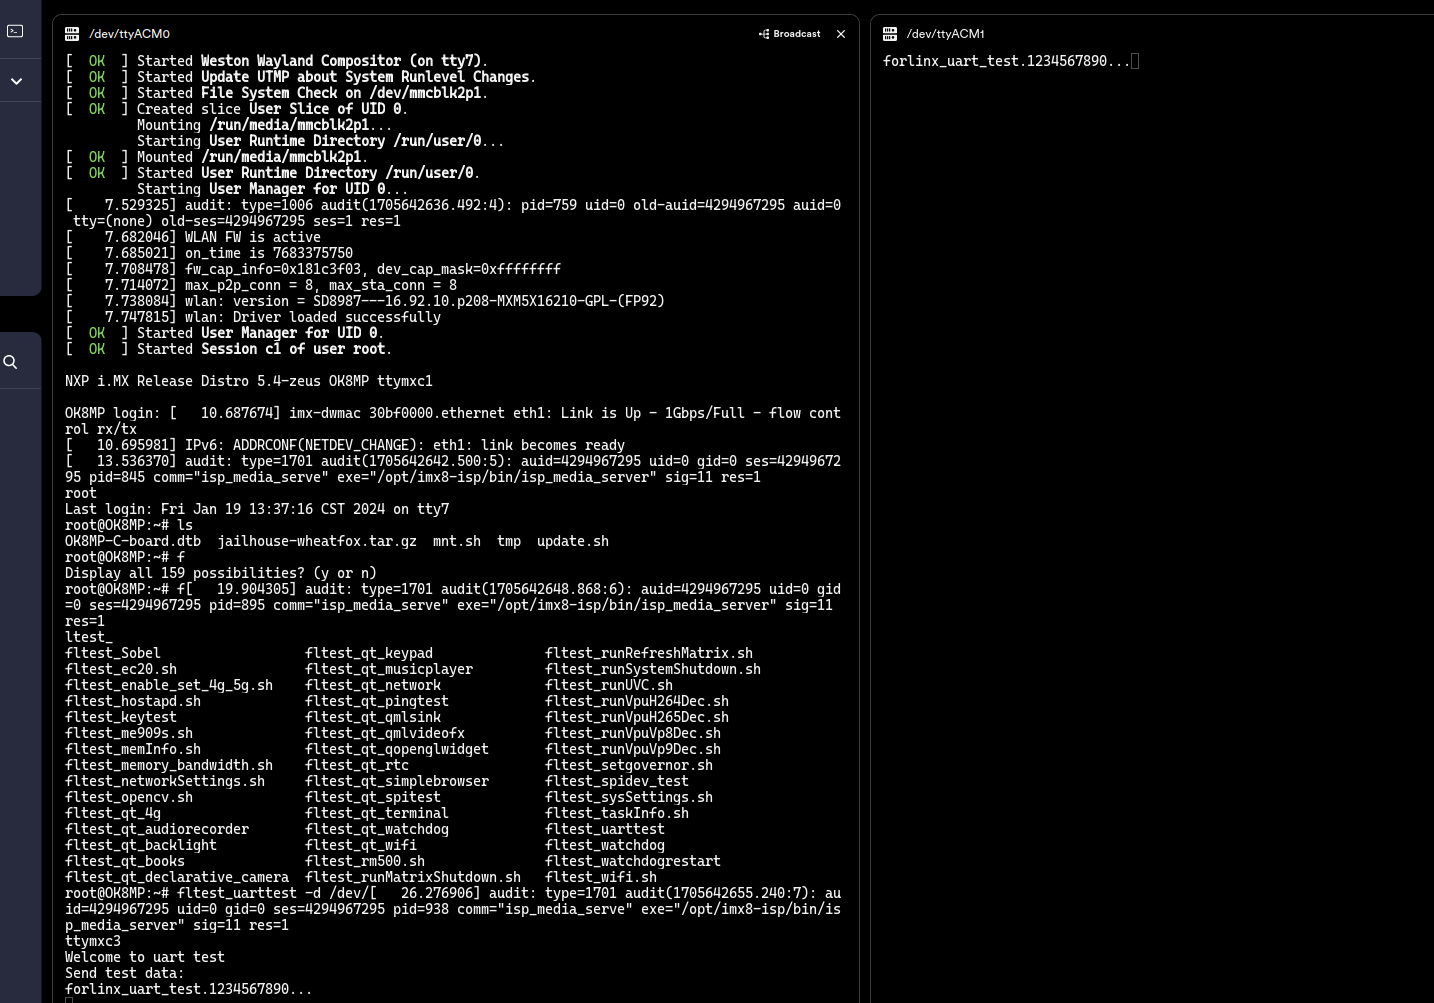 /dev/ttyACM0
Broadcast
[  OK  ] Started Weston Wayland Compositor (on tty7).
[  OK  ] Started Update UTMP about System Runlevel Changes.
[  OK  ] Started File System Check on /dev/mmcblk2p1.
[  OK  ] Created slice User Slice of UID 0.
         Mounting /run/media/mmcblk2p1...
         Starting User Runtime Directory /run/user/0...
[  OK  ] Mounted /run/media/mmcblk2p1.
[  OK  ] Started User Runtime Directory /run/user/0.
         Starting User Manager for UID 0...
[    7.529325] audit: type=1006 audit(1705642636.492:4): pid=759 uid=0 old-auid=4294967295 auid=0
 tty=(none) old-ses=4294967295 ses=1 res=1
[    7.682046] WLAN FW is active
[    7.685021] on_time is 7683375750
[    7.708478] fw_cap_info=0x181c3f03, dev_cap_mask=0xffffffff
[    7.714072] max_p2p_conn = 8, max_sta_conn = 8
[    7.738084] wlan: version = SD8987---16.92.10.p208-MXM5X16210-GPL-(FP92)
[    7.747815] wlan: Driver loaded successfully
[  OK  ] Started User Manager for UID 0.
[  OK  ] Started Session c1 of user root.
NXP i.MX Release Distro 5.4-zeus OK8MP ttymxc1
OK8MP login: [   10.687674] imx-dwmac 30bf0000.ethernet eth1: Link is Up - 1Gbps/Full - flow cont
rol rx/tx
[   10.695981] IPv6: ADDRCONF(NETDEV_CHANGE): eth1: link becomes ready
[   13.536370] audit: type=1701 audit(1705642642.500:5): auid=4294967295 uid=0 gid=0 ses=42949672
95 pid=845 comm="isp_media_serve" exe="/opt/imx8-isp/bin/isp_media_server" sig=11 res=1
root
Last login: Fri Jan 19 13:37:16 CST 2024 on tty7
root@OK8MP:~# ls
OK8MP-C-board.dtb  jailhouse-wheatfox.tar.gz  mnt.sh  tmp  update.sh
root@OK8MP:~# f
Display all 159 possibilities? (y or n)
root@OK8MP:~# f[   19.904305] audit: type=1701 audit(1705642648.868:6): auid=4294967295 uid=0 gid
=0 ses=4294967295 pid=895 comm="isp_media_serve" exe="/opt/imx8-isp/bin/isp_media_server" sig=11
res=1
ltest_
fltest_Sobel                  fltest_qt_keypad              fltest_runRefreshMatrix.sh
fltest_ec20.sh                fltest_qt_musicplayer         fltest_runSystemShutdown.sh
fltest_enable_set_4g_5g.sh    fltest_qt_network             fltest_runUVC.sh
fltest_hostapd.sh             fltest_qt_pingtest            fltest_runVpuH264Dec.sh
fltest_keytest                fltest_qt_qmlsink             fltest_runVpuH265Dec.sh
fltest_me909s.sh              fltest_qt_qmlvideofx          fltest_runVpuVp8Dec.sh
fltest_memInfo.sh             fltest_qt_qopenglwidget       fltest_runVpuVp9Dec.sh
fltest_memory_bandwidth.sh    fltest_qt_rtc                 fltest_setgovernor.sh
fltest_networkSettings.sh     fltest_qt_simplebrowser       fltest_spidev_test
fltest_opencv.sh              fltest_qt_spitest             fltest_sysSettings.sh
fltest_qt_4g                  fltest_qt_terminal            fltest_taskInfo.sh
fltest_qt_audiorecorder       fltest_qt_watchdog            fltest_uarttest
fltest_qt_backlight           fltest_qt_wifi                fltest_watchdog
fltest_qt_books               fltest_rm500.sh               fltest_watchdogrestart
fltest_qt_declarative_camera  fltest_runMatrixShutdown.sh   fltest_wifi.sh
root@OK8MP:~# fltest_uarttest -d /dev/[   26.276906] audit: type=1701 audit(1705642655.240:7): au
id=4294967295 uid=0 gid=0 ses=4294967295 pid=938 comm="isp_media_serve" exe="/opt/imx8-isp/bin/is
p_media_server" sig=11 res=1
ttymxc3
Welcome to uart test
Send test data:
forlinx_uart_test.1234567890...
/dev/ttyACM1
forlinx_uart_test.1234567890...